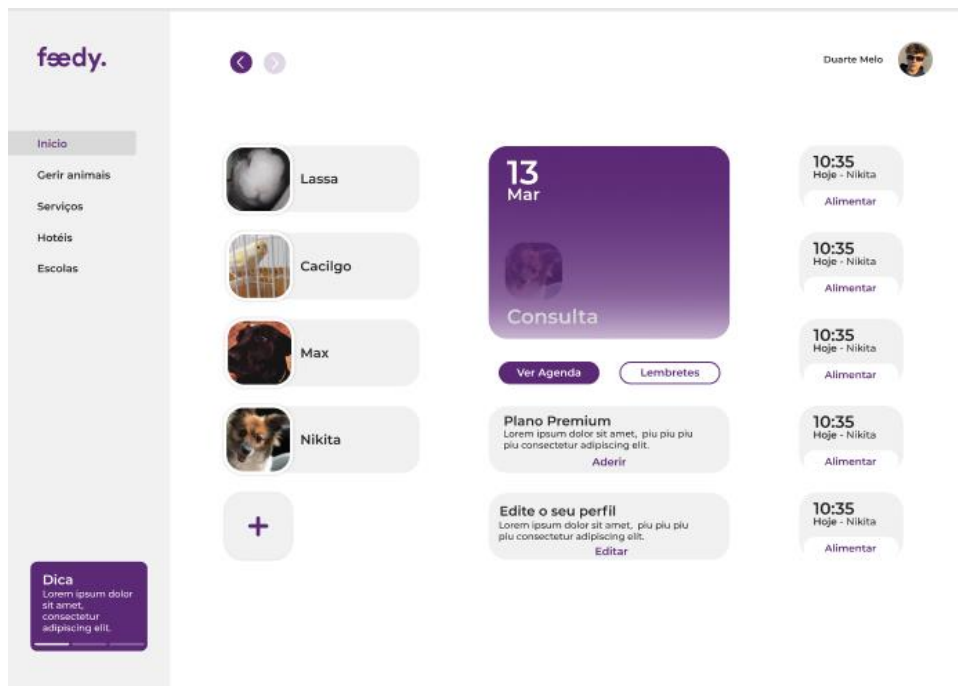 feedy.
Duarte Melo
Inicio
Gerir animais
Serviços
Hotéis
Escolas
Dica
Lorem ipsum dolor
sit amet,
consectetur
adipiscing elit.
Lassa
Cacilgo
Max
Nikita
+
13
Mar
Consulta
Ver Agenda
Lembretes
Plano Premium
Lorem ipsum dolor sit amet, piu piu piu
piu consectetur adipiscing elit.
Aderir
Edite o seu perfil
Lorem ipsum dolor sit amet, piu piu piu
piu consectetur adipiscing elit.
Editar
10:35
Hoje - Nikita
Alimentar
10:35
Hoje - Nikita
Alimentar
10:35
Hoje - Nikita
Alimentar
10:35
Hoje - Nikita
Alimentar
10:35
Hoje - Nikita
Alimentar